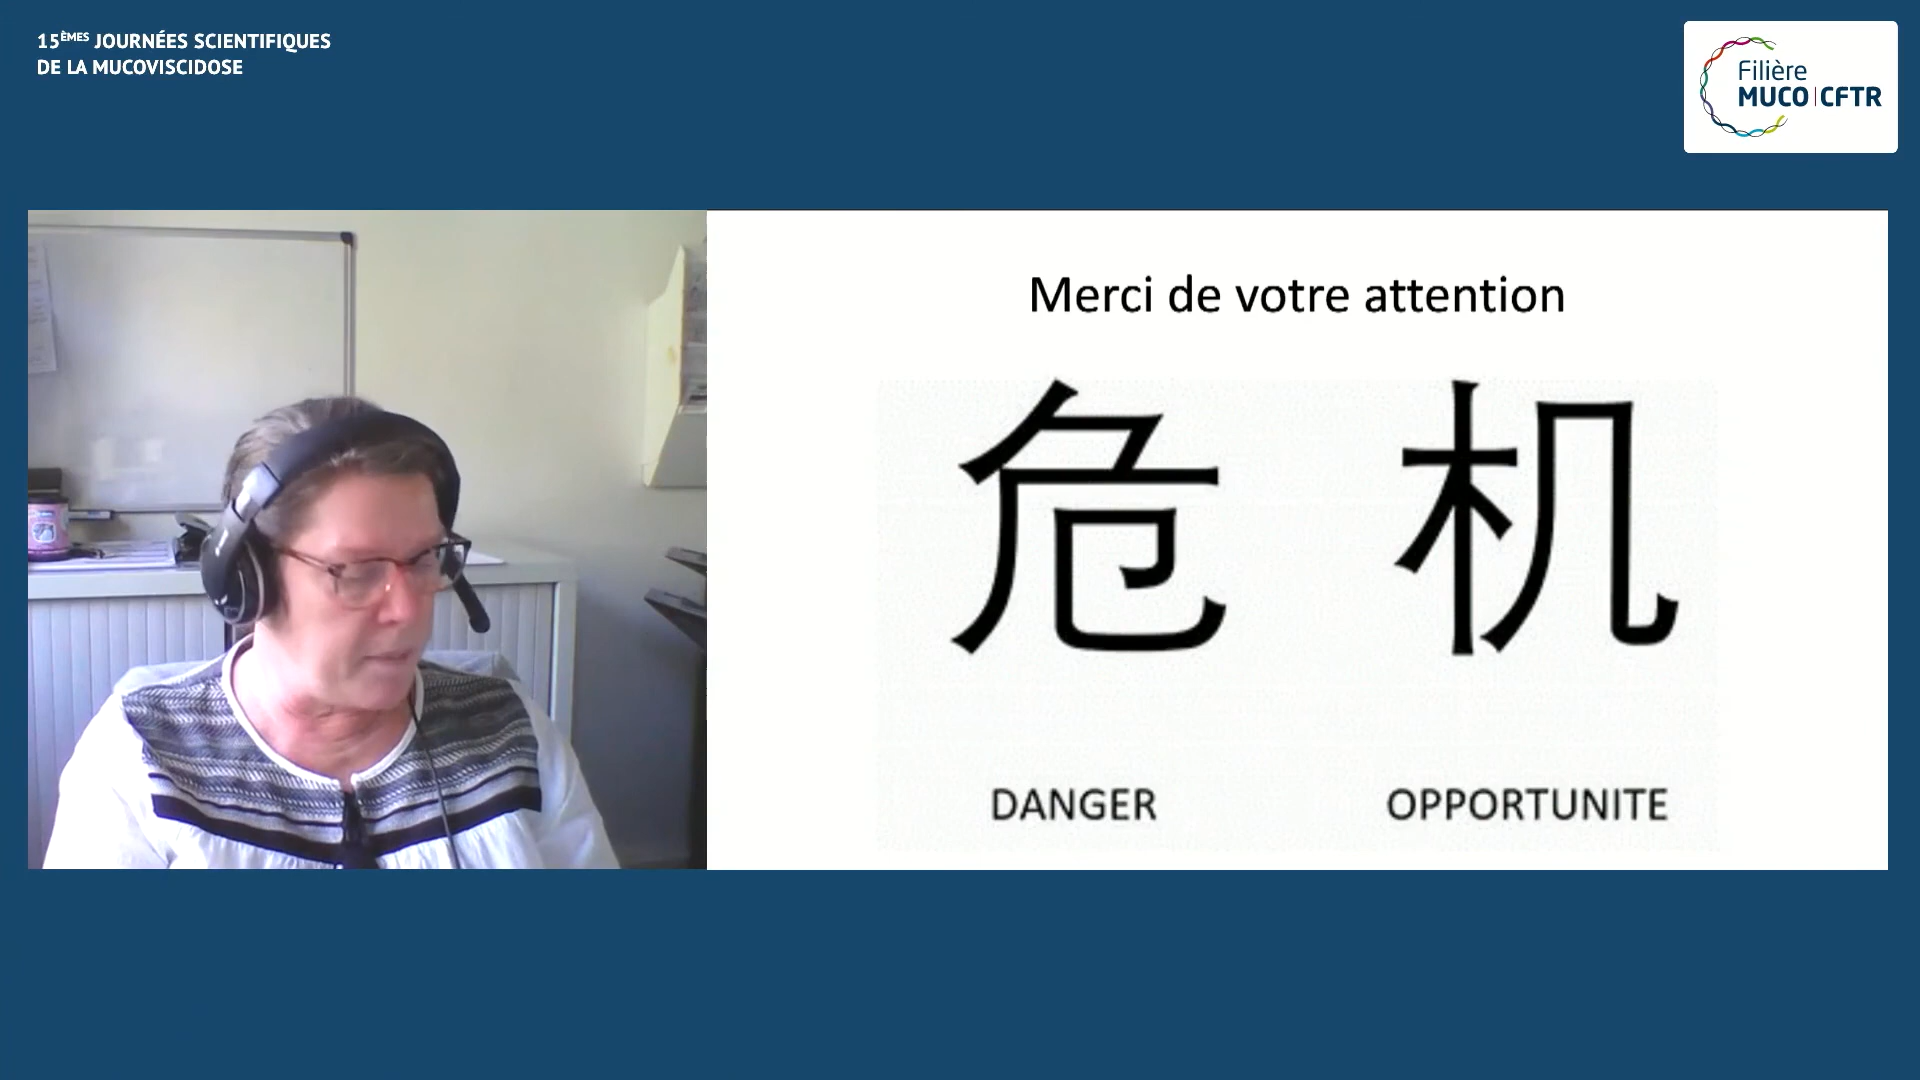 15ÈMES JOURNÉES SCIENTIFIQUES
DE LA MUCOVISCIDOSE
Filière
MUCO|CFTR
Merci de votre attention
危机
DANGER OPPORTUNITE